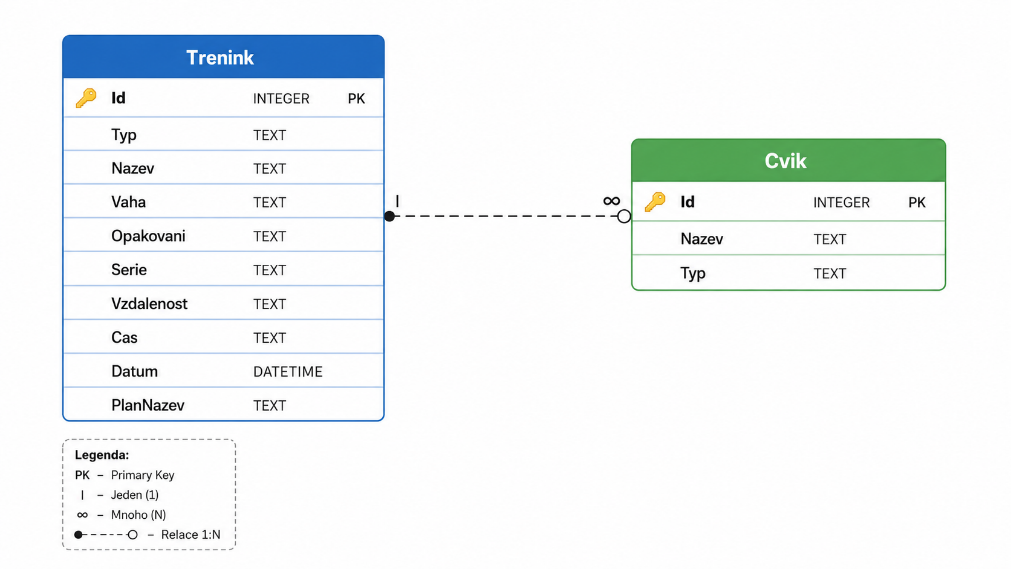 Trenink
Id INTEGER PK
Typ TEXT
Nazev TEXT
Vaha TEXT
Opakovani TEXT
Serie TEXT
Vzdalenost TEXT
Cas TEXT
Datum DATETIME
PlanNazev TEXT
I
∞
Cvik
Id INTEGER PK
Nazev TEXT
Typ TEXT
Legenda:
PK – Primary Key
I – Jeden (1)
∞ – Mnoho (N)
– Relace 1:N